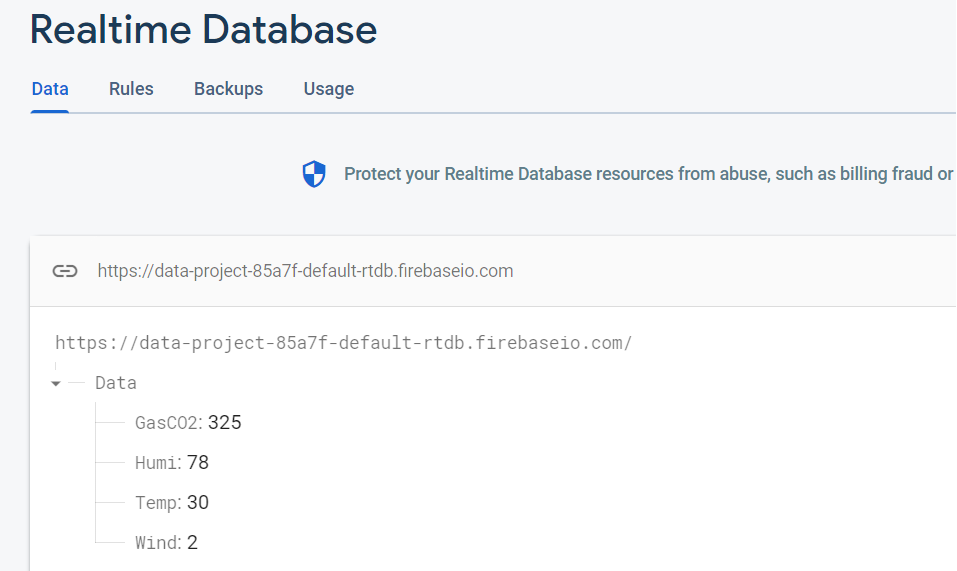 Realtime Database
Data Rules Backups Usage
Protect your Realtime Database resources from abuse, such as billing fraud or
https://data-project-85a7f-default-rtdb.firebaseio.com
https://data-project-85a7f-default-rtdb.firebaseio.com/
Data
GasCO2: 325
Humi: 78
Temp: 30
Wind: 2